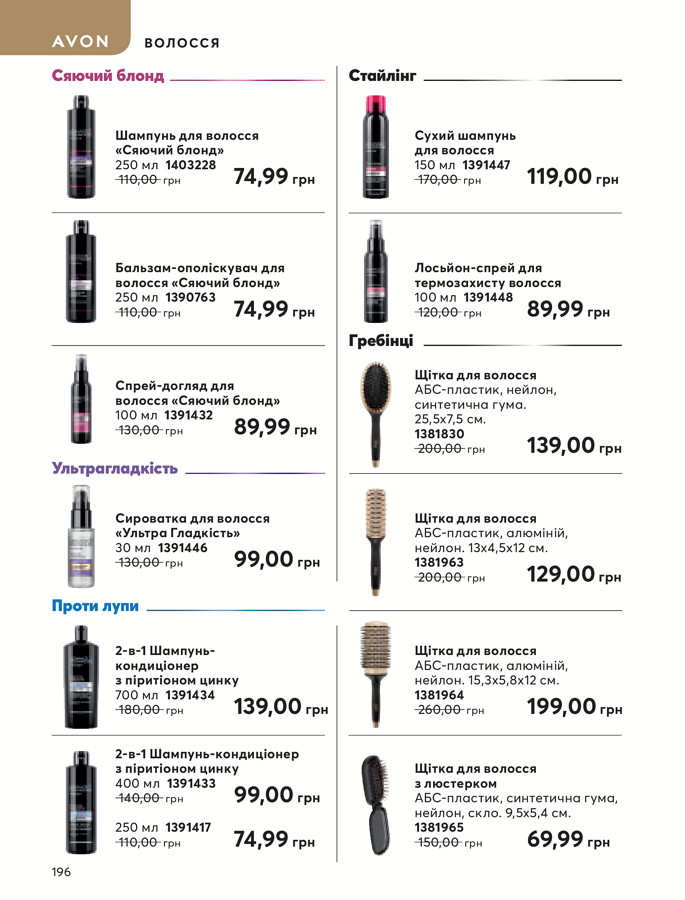 AVON
ВОЛОССЯ
Сяючий блонд
Шампунь для волосся
«Сяючий блонд»
250 мл 1403228
110,00 грн
74,99 грн
Бальзам-ополіскувач для
волосся «Сяючий блонд»
250 мл 1390763
110,00 грн
74,99 грн
Спрей-догляд для
волосся «Сяючий блонд»
100 мл 1391432
130,00 грн
89,99 грн
Ультрагладкість
Сироватка для волосся
«Ультра Гладкість»
30 мл 1391446
130,00 грн
99,00 грн
Проти лупи
2-в-1 Шампунь-
кондиціонер
з піритіоном цинку
700 мл 1391434
180,00 грн
139,00 грн
2-в-1 Шампунь-кондиціонер
з піритіоном цинку
400 мл 1391433
140,00 грн
99,00 грн
250 мл 1391417
110,00 грн
74,99 грн
Стайлінг
Сухий шампунь
для волосся
150 мл 1391447
170,00 грн
119,00 грн
Лосьйон-спрей для
термозахисту волосся
100 мл 1391448
120,00 грн
89,99 грн
Гребінці
Щітка для волосся
АБС-пластик, нейлон,
синтетична гума.
25,5х7,5 см.
1381830
200,00 грн
139,00 грн
Щітка для волосся
АБС-пластик, алюміній,
нейлон. 13х4,5х12 см.
1381963
200,00 грн
129,00 грн
Щітка для волосся
АБС-пластик, алюміній,
нейлон. 15,3х5,8х12 см.
1381964
260,00 грн
199,00 грн
Щітка для волосся
з люстерком
АБС-пластик, синтетична гума,
нейлон, скло. 9,5х5,4 см.
1381965
150,00 грн
69,99 грн
196